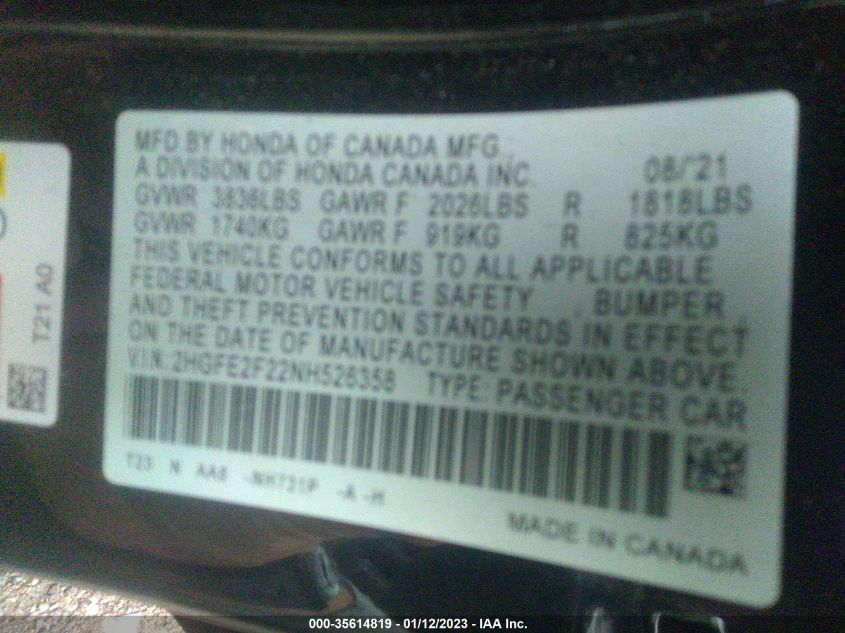 MFD.BY HONDA OF CANADA MFG.,
A DIVISION OF HONDA CANADA INC. 08/'21
GVWR 3836LBS GAWR F 2026LBS R 1818LBS
GVWR 1740KG GAWR F 919KG R 825KG
THIS VEHICLE CONFORMS TO ALL APPLICABLE
FEDERAL MOTOR VEHICLE SAFETY, BUMPER,
AND THEFT PREVENTION STANDARDS IN EFFECT
ON THE DATE OF MANUFACTURE SHOWN ABOVE.
VIN:2HGFE2F22NH526358 TYPE: PASSENGER CAR
T23 N AA8 -NH731P -A -H
MADE IN CANADA
T21 A0
000-35614819 - 01/12/2023 - IAA Inc.